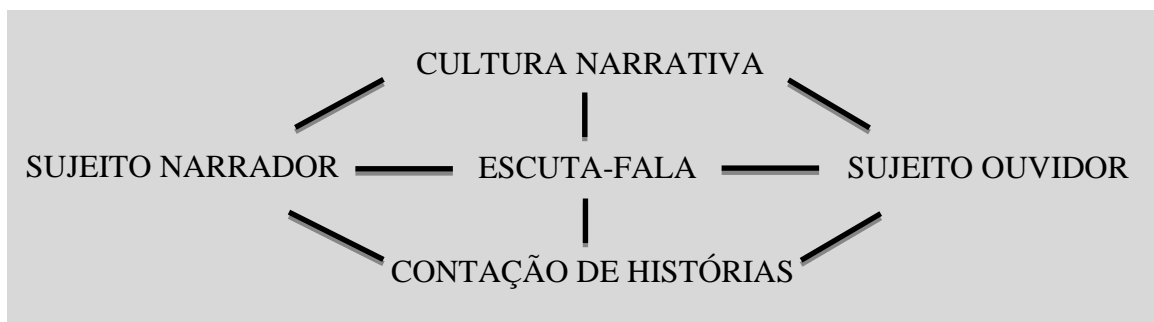 CULTURA NARRATIVA
SUJEITO NARRADOR ESCUTA-FALA SUJEITO OUVIDOR
CONTAÇÃO DE HISTÓRIAS